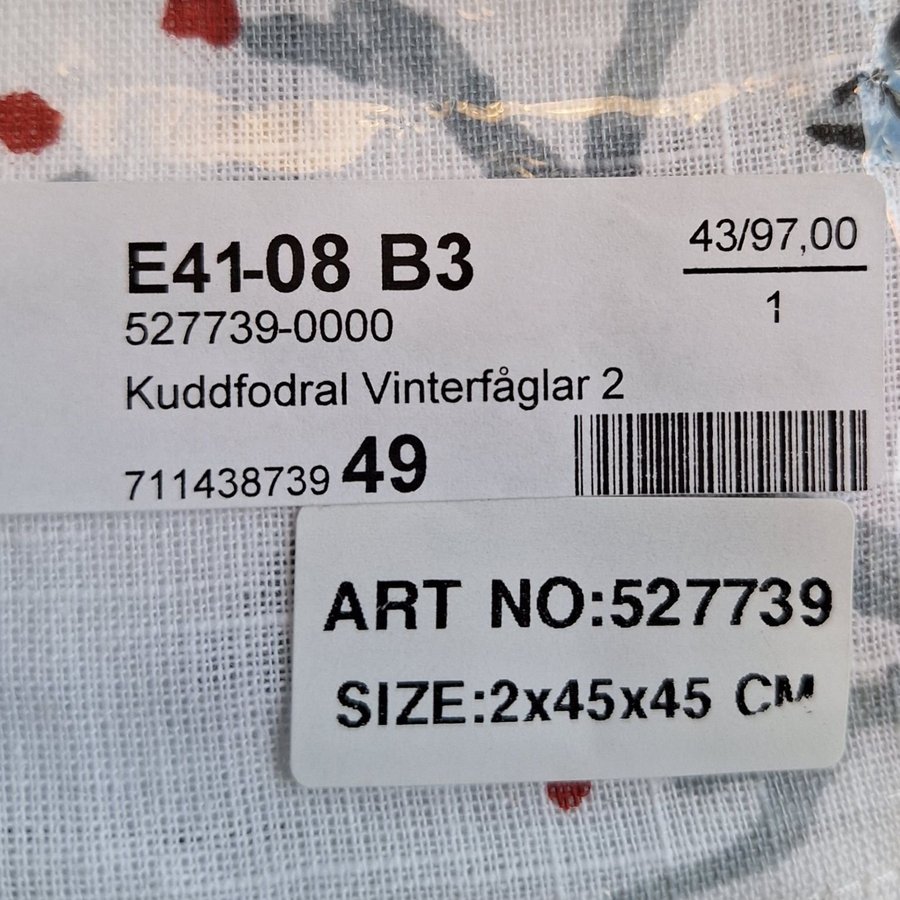 E41-08 B3
43/97,00
1
527739-0000
Kuddfodral Vinterfåglar 2
711438739 49
ART NO:527739
SIZE:2x45x45 CM